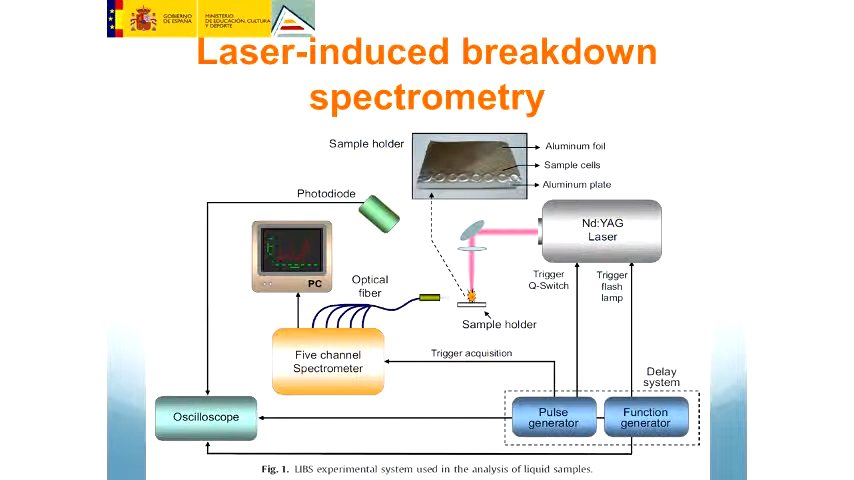 GOBIERNO
DE ESPAÑA
MINISTERIO
DE EDUCACIÓN, CULTURA
Y DEPORTE
Laser-induced breakdown
spectrometry
Sample holder
Aluminum foil
Sample cells
Aluminum plate
Photodiode
Nd:YAG
Laser
PC
Optical
fiber
Trigger
Q-Switch
Trigger
flash
lamp
Sample holder
Five channel
Spectrometer
Trigger acquisition
Delay
system
Oscilloscope
Pulse
generator
Function
generator
Fig. 1. LIBS experimental system used in the analysis of liquid samples.